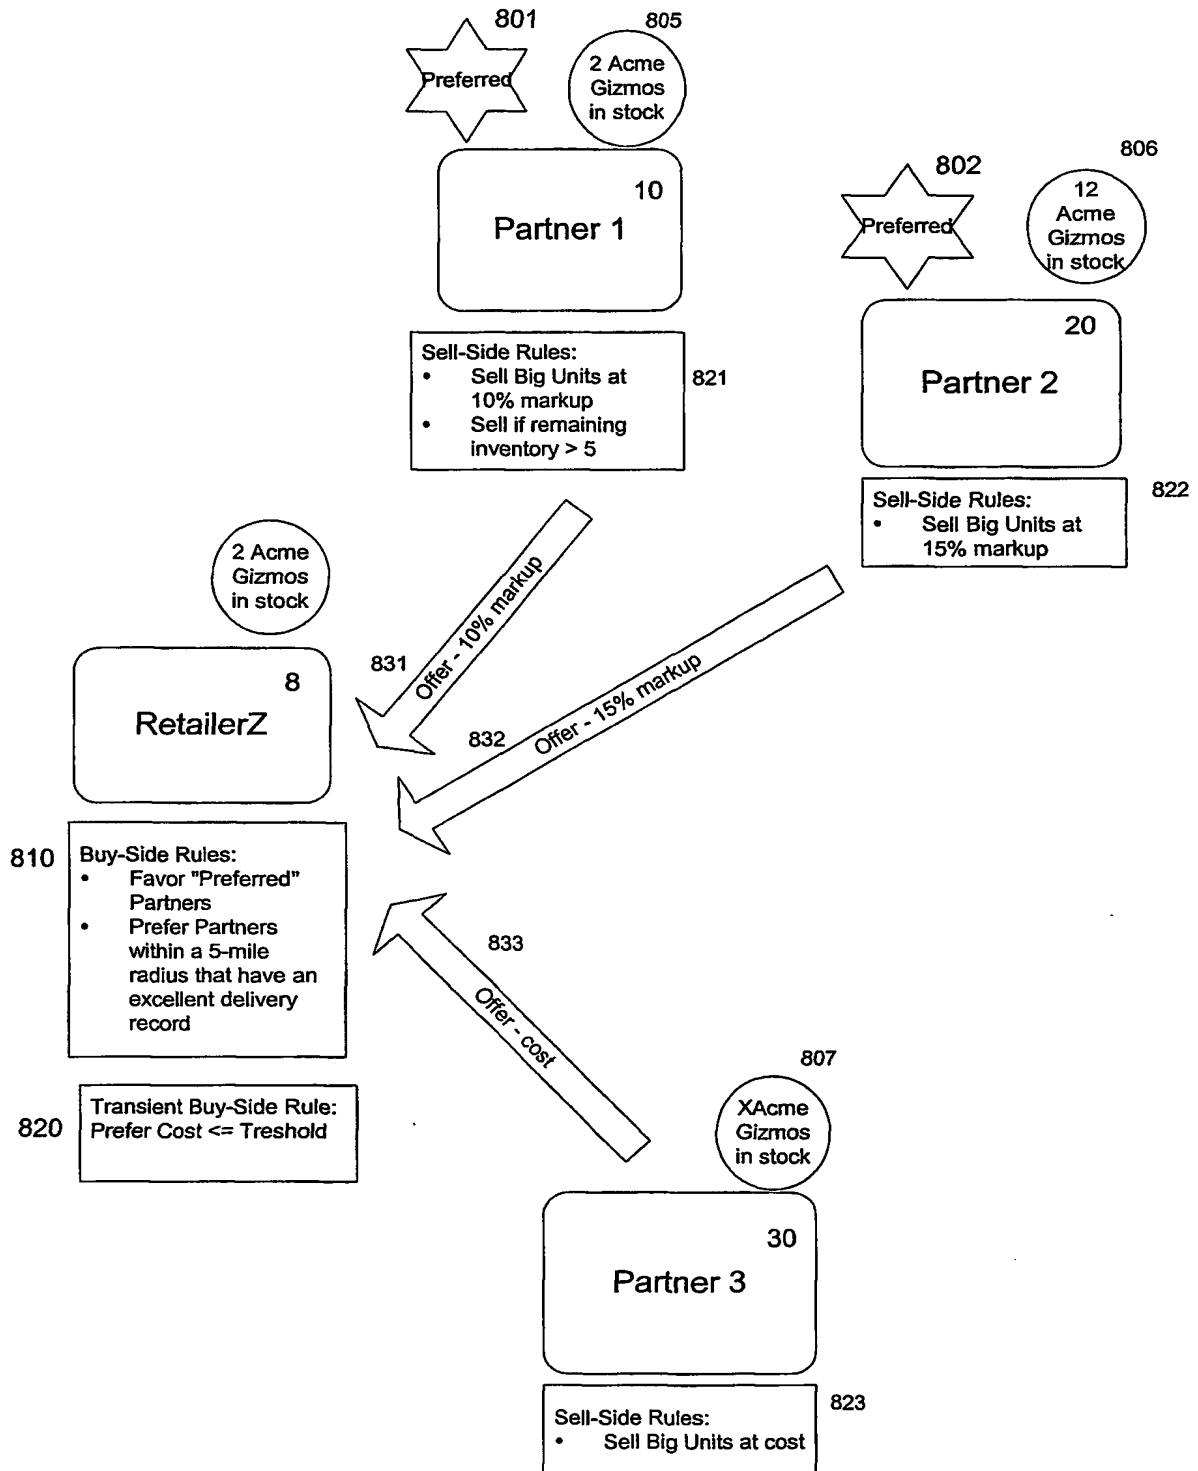 801
805
Preferred
2 Acme
Gizmos
in stock
10
Partner 1
802
806
Preferred
12
Acme
Gizmos
in stock
20
Partner 2
Sell-Side Rules:
• Sell Big Units at
10% markup
• Sell if remaining
inventory > 5
821
Sell-Side Rules:
• Sell Big Units at
15% markup
822
2 Acme
Gizmos
in stock
8
RetailerZ
831
Offer - 10% markup
832
Offer - 15% markup
810
Buy-Side Rules:
• Favor "Preferred"
Partners
• Prefer Partners
within a 5-mile
radius that have an
excellent delivery
record
833
Offer - cost
820
Transient Buy-Side Rule:
Prefer Cost <= Treshold
807
XAcme
Gizmos
in stock
30
Partner 3
823
Sell-Side Rules:
• Sell Big Units at cost